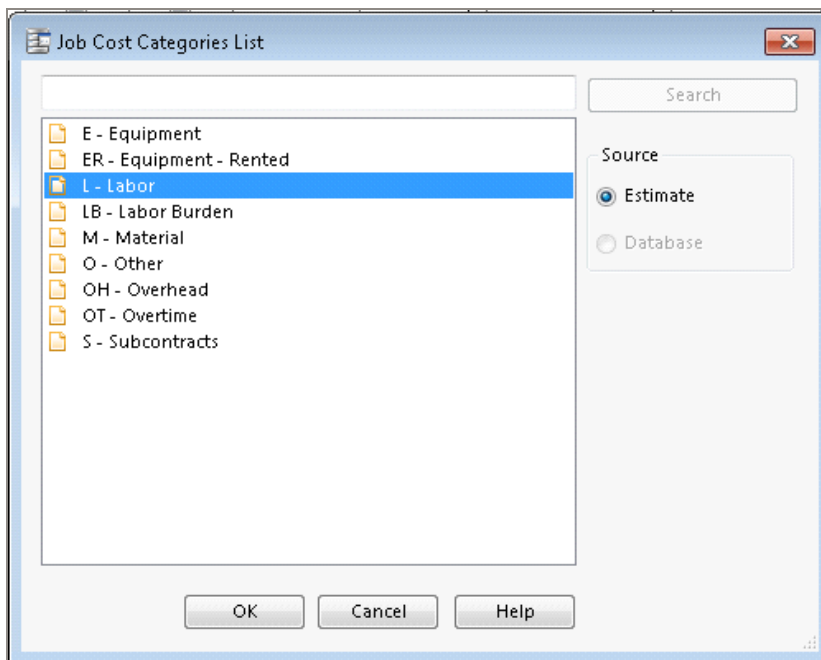 Job Cost Categories List
Search
E - Equipment
ER - Equipment - Rented
L - Labor
LB - Labor Burden
M - Material
O - Other
OH - Overhead
OT - Overtime
S - Subcontracts
Source
Estimate
Database
OK
Cancel
Help